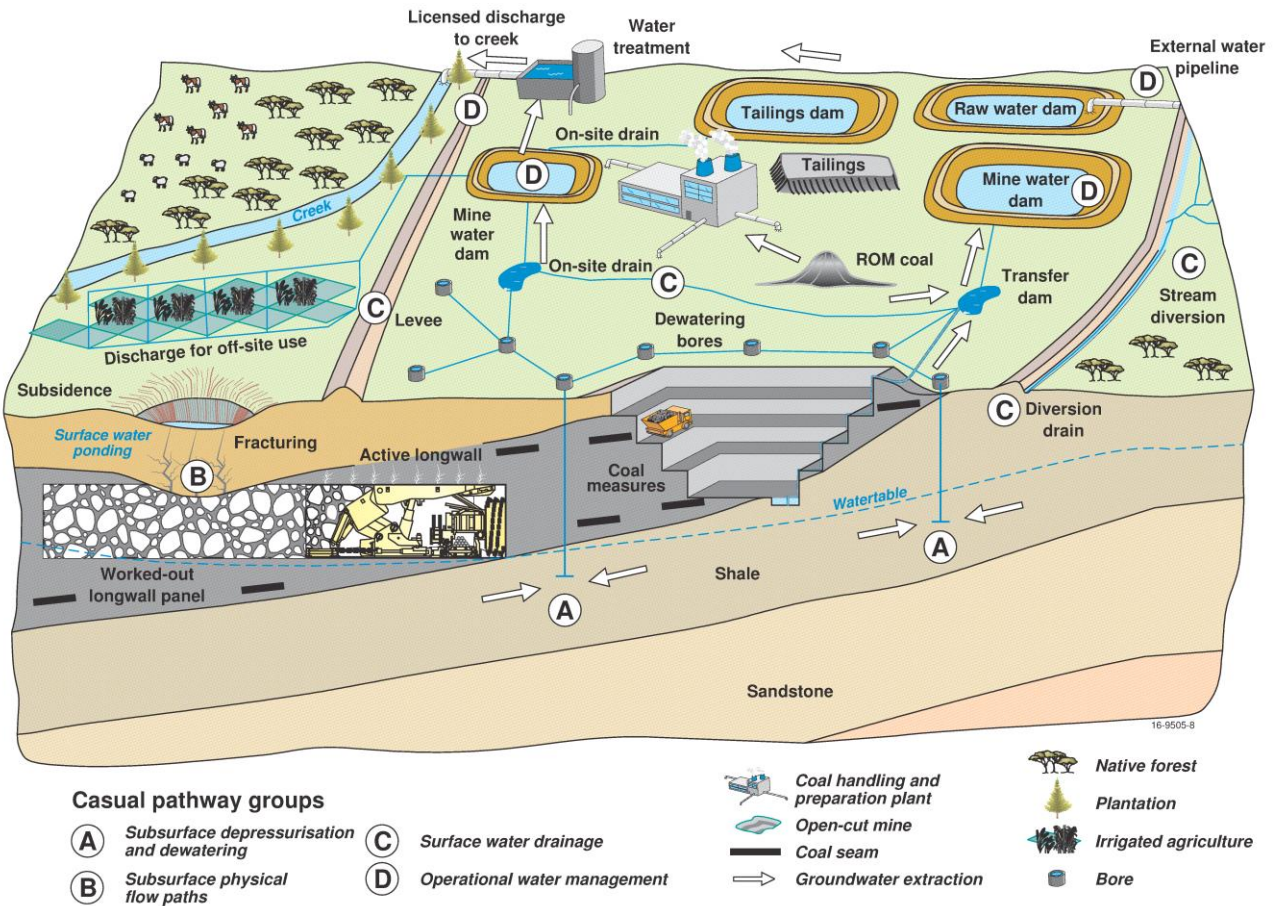 Licensed discharge
to creek
Water
treatment
External water
pipeline
D
D
Tailings dam
Raw water dam
On-site drain
D
Tailings
Mine water
dam
D
Creek
Mine
water
dam
On-site drain
C
ROM coal
Transfer
dam
C
Stream
diversion
C
Levee
Dewatering
bores
Discharge for off-site use
Subsidence
Surface water
ponding
Fracturing
B
Active longwall
Coal
measures
C
Diversion
drain
Watertable
A
Worked-out
longwall panel
A
Shale
Sandstone
16-9505-8
Casual pathway groups
A
Subsurface depressurisation
and dewatering
B
Subsurface physical
flow paths
C
Surface water drainage
D
Operational water management
Coal handling and
preparation plant
Open-cut mine
Coal seam
Groundwater extraction
Native forest
Plantation
Irrigated agriculture
Bore